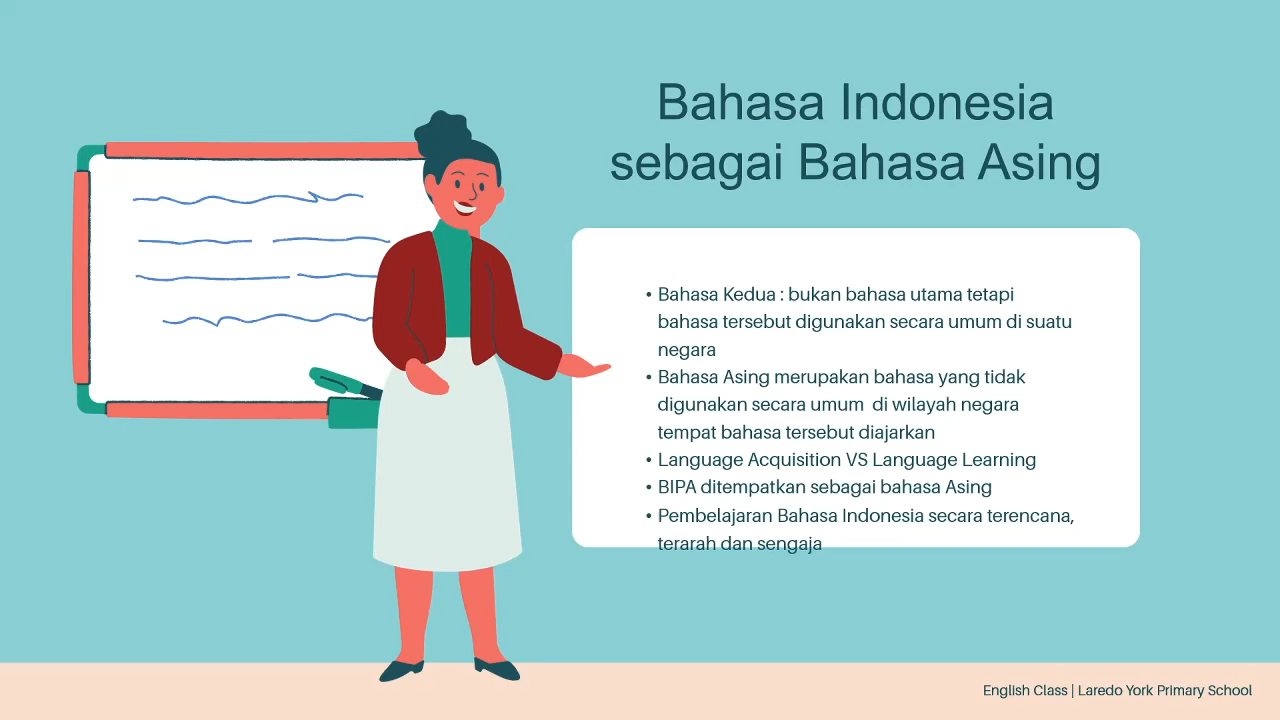 Bahasa Indonesia
sebagai Bahasa Asing
• Bahasa Kedua : bukan bahasa utama tetapi
bahasa tersebut digunakan secara umum di suatu
negara
• Bahasa Asing merupakan bahasa yang tidak
digunakan secara umum  di wilayah negara
tempat bahasa tersebut diajarkan
• Language Acquisition VS Language Learning
• BIPA ditempatkan sebagai bahasa Asing
• Pembelajaran Bahasa Indonesia secara terencana,
terarah dan sengaja
English Class | Laredo York Primary School